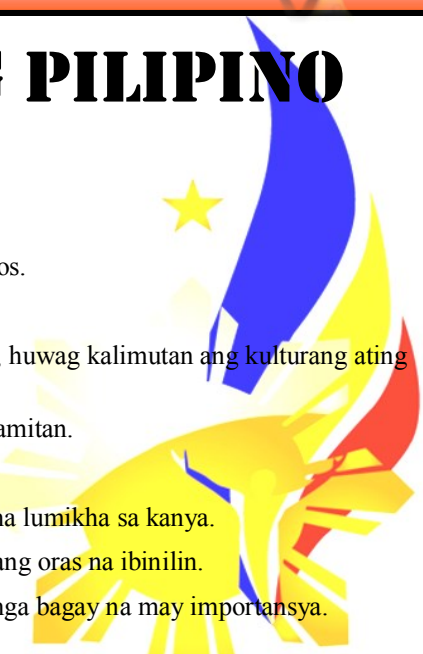 PILIPINO
os.
huwag kalimutan ang kulturang ating
amitan.
na lumikha sa kanya.
ang oras na ibinilin.
nga bagay na may importansya.